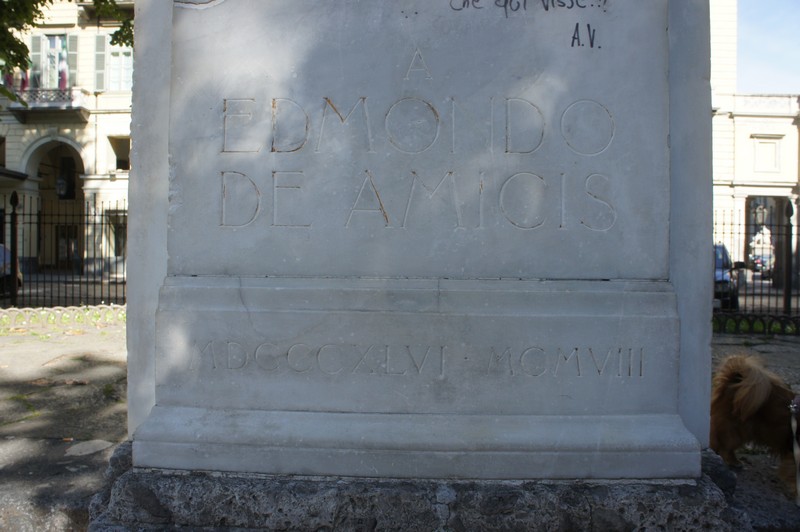 che qui visse...?
A.V.
A
EDMONDO
DE AMICIS
MDCCCXLVI · MCMVIII